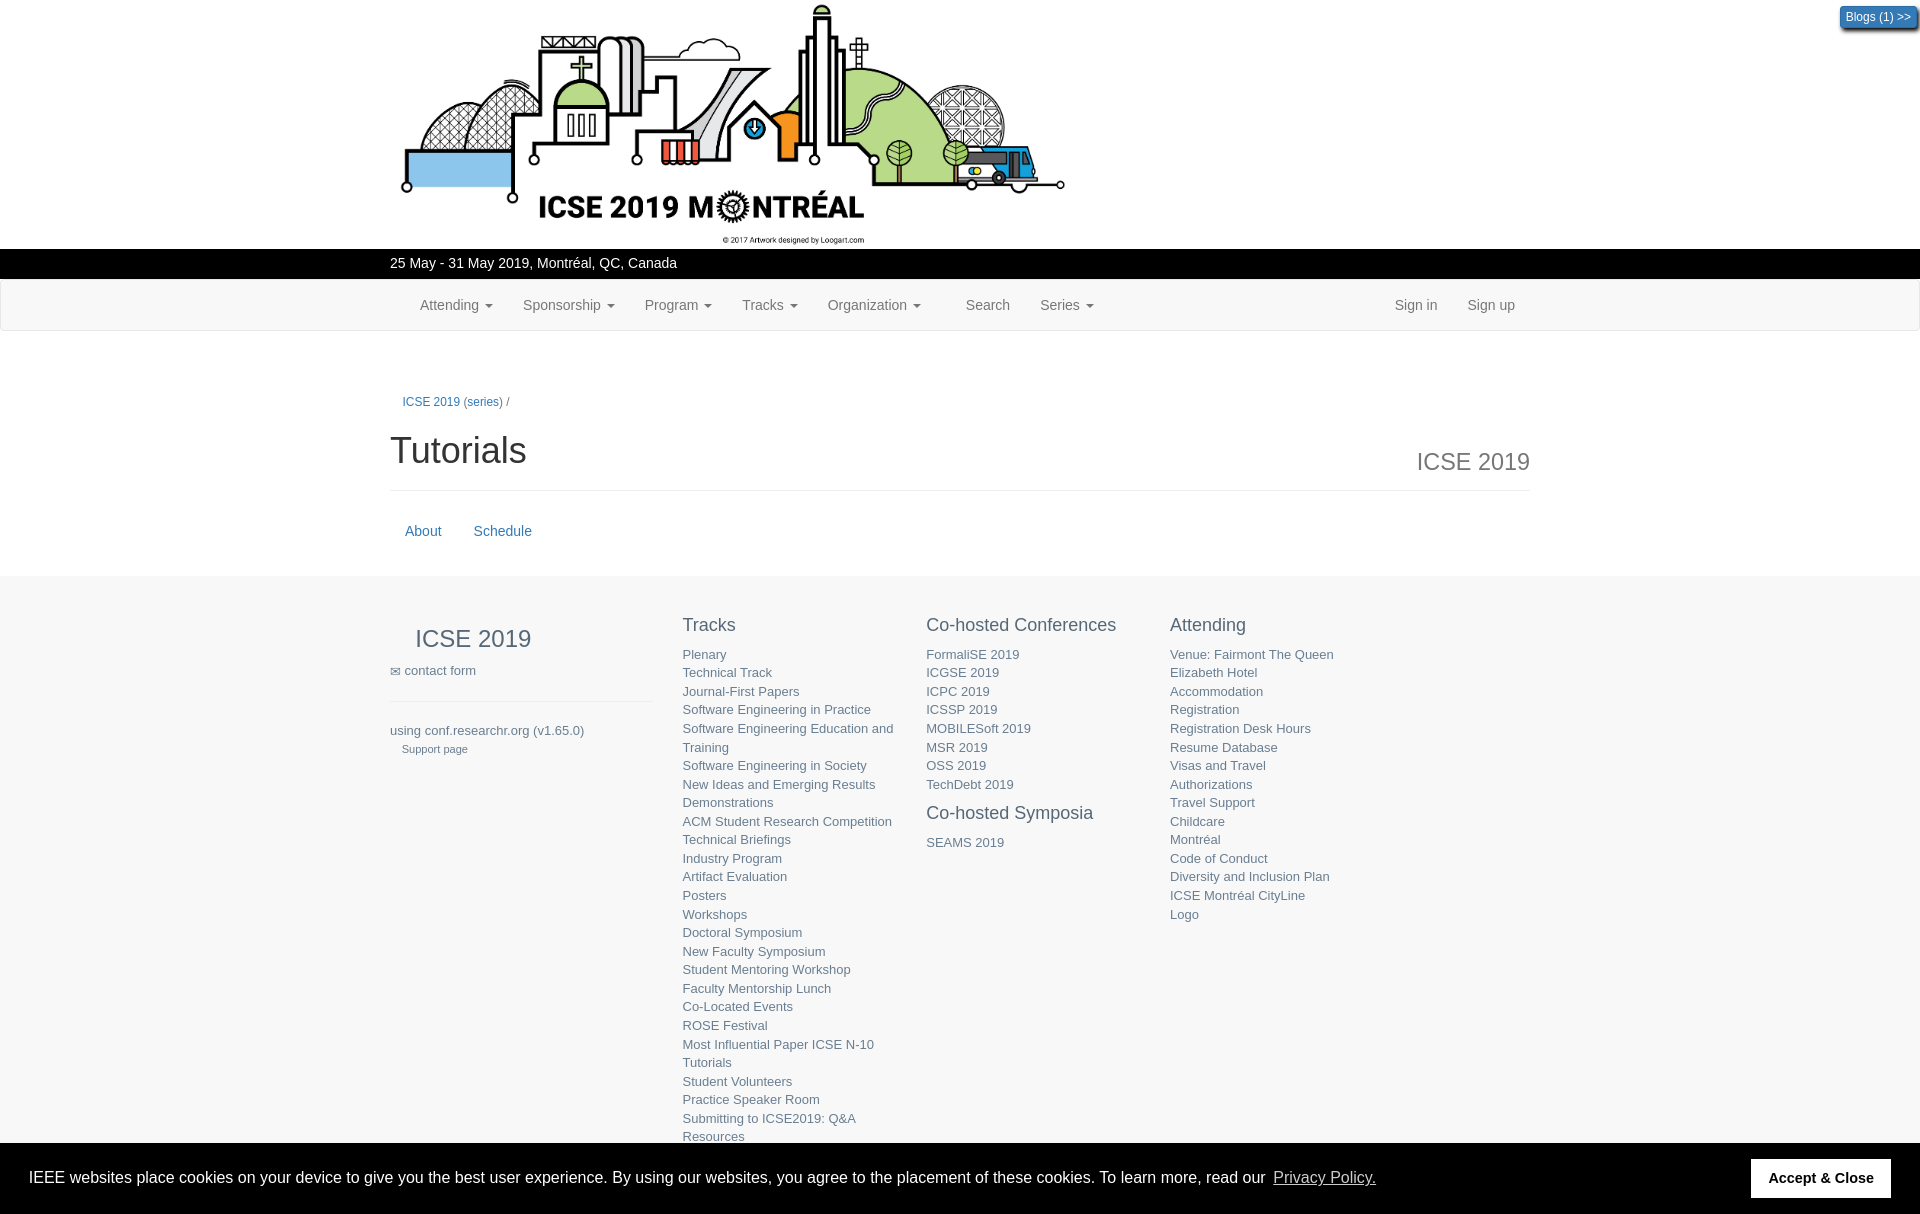 Blogs (1) >>
ICSE 2019 MONTRÉAL
© 2017 Artwork designed by Loogart.com
25 May - 31 May 2019, Montréal, QC, Canada
Attending Sponsorship Program Tracks Organization Search Series Sign in Sign up
ICSE 2019 (series) /
Tutorials
ICSE 2019
About Schedule
ICSE 2019
✉ contact form
using conf.researchr.org (v1.65.0)
Support page
Tracks
Plenary
Technical Track
Journal-First Papers
Software Engineering in Practice
Software Engineering Education and
Training
Software Engineering in Society
New Ideas and Emerging Results
Demonstrations
ACM Student Research Competition
Technical Briefings
Industry Program
Artifact Evaluation
Posters
Workshops
Doctoral Symposium
New Faculty Symposium
Student Mentoring Workshop
Faculty Mentorship Lunch
Co-Located Events
ROSE Festival
Most Influential Paper ICSE N-10
Tutorials
Student Volunteers
Practice Speaker Room
Submitting to ICSE2019: Q&A
Resources
Co-hosted Conferences
FormaliSE 2019
ICGSE 2019
ICPC 2019
ICSSP 2019
MOBILESoft 2019
MSR 2019
OSS 2019
TechDebt 2019
Co-hosted Symposia
SEAMS 2019
Attending
Venue: Fairmont The Queen
Elizabeth Hotel
Accommodation
Registration
Registration Desk Hours
Resume Database
Visas and Travel
Authorizations
Travel Support
Childcare
Montréal
Code of Conduct
Diversity and Inclusion Plan
ICSE Montréal CityLine
Logo
IEEE websites place cookies on your device to give you the best user experience. By using our websites, you agree to the placement of these cookies. To learn more, read our Privacy Policy.
Accept & Close